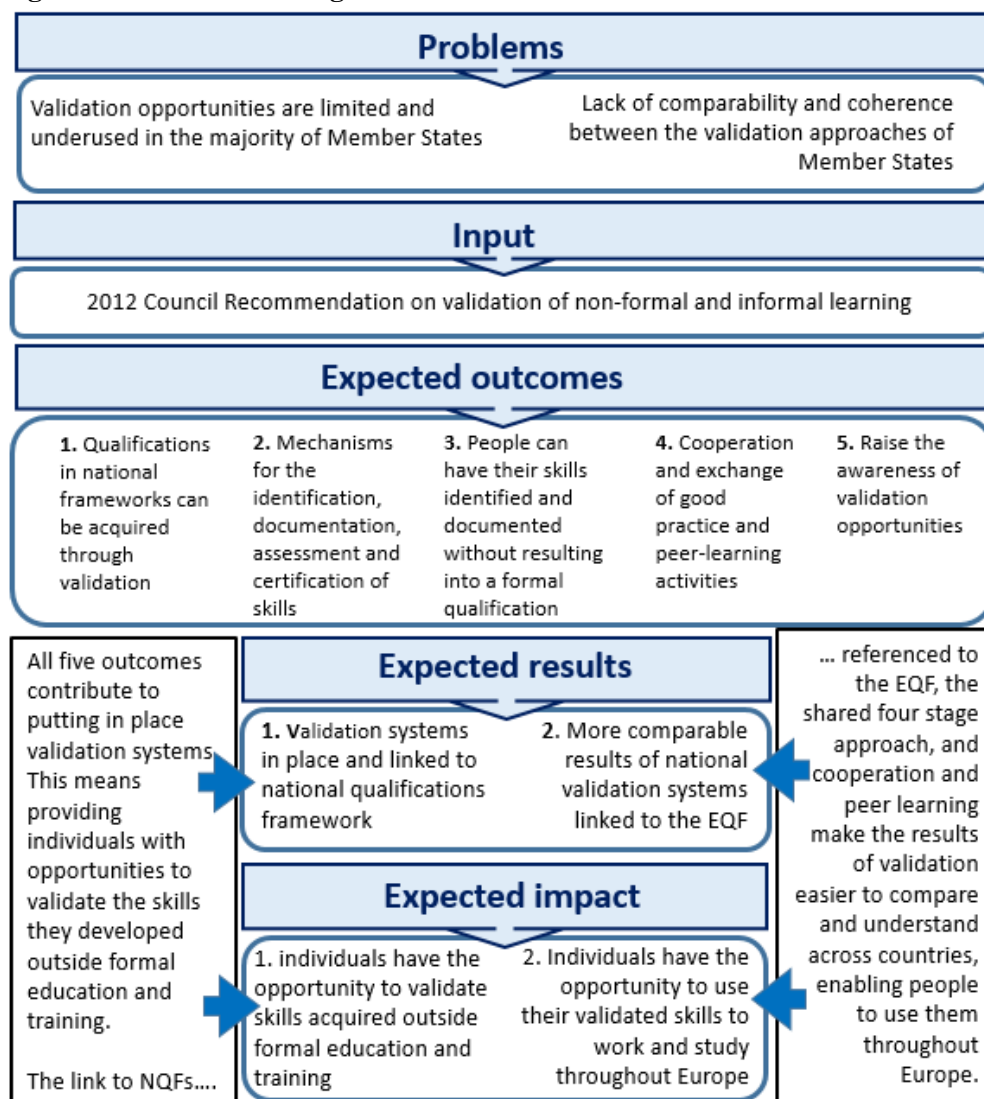 Problems
Validation opportunities are limited and
underused in the majority of Member States
Lack of comparability and coherence
between the validation approaches of
Member States
Input
2012 Council Recommendation on validation of non-formal and informal learning
Expected outcomes
1. Qualifications
in national
frameworks can
be acquired
through
validation
2. Mechanisms
for the
identification,
documentation,
assessment and
certification of
skills
3. People can
have their skills
identified and
documented
without resulting
into a formal
qualification
4. Cooperation
and exchange
of good
practice and
peer-learning
activities
5. Raise the
awareness of
validation
opportunities
All five outcomes
contribute to
putting in place
validation systems
This means
providing
individuals with
opportunities to
validate the skills
they developed
outside formal
education and
training.
The link to NQFs....
Expected results
1. Validation systems
in place and linked to
national qualifications
framework
2. More comparable
results of national
validation systems
linked to the EQF
Expected impact
1. individuals have the
opportunity to validate
skills acquired outside
formal education and
training
2. Individuals have the
opportunity to use
their validated skills to
work and study
throughout Europe
... referenced to
the EQF, the
shared four stage
approach, and
cooperation and
peer learning
make the results
of validation
easier to compare
and understand
across countries,
enabling people
to use them
throughout
Europe.